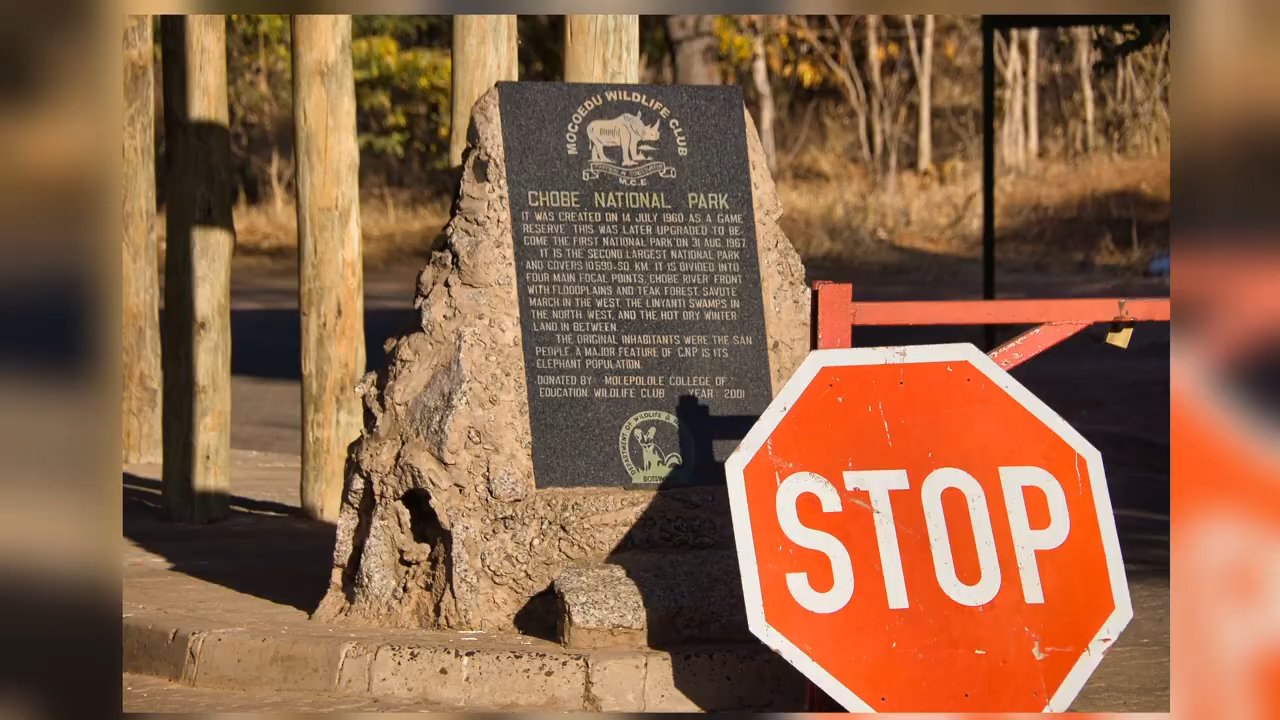 MOCOEDU WILDLIFE CLUB
M.C.E
CHOBE NATIONAL PARK
IT WAS CREATED ON 14 JULY 1960 AS A GAME
RESERVE. THIS WAS LATER UPGRADED TO BE-
COME THE FIRST NATIONAL PARK ON 31 AUG. 1967.
IT IS THE SECOND LARGEST NATIONAL PARK
AND COVERS 10590-SQ. KM. IT IS DIVIDED INTO
FOUR MAIN FOCAL POINTS, CHOBE RIVER FRONT
WITH FLOODPLAINS AND TEAK FOREST, SAVUTE
MARCH IN THE WEST, THE LINYANTI SWAMPS IN
THE NORTH WEST, AND THE HOT DRY WINTER
LAND IN BETWEEN.
THE ORIGINAL INHABITANTS WERE THE SAN
PEOPLE. A MAJOR FEATURE OF C.N.P IS ITS
ELEPHANT POPULATION.
DONATED BY: MOLEPOLOLE COLLEGE OF
EDUCATION WILDLIFE CLUB YEAR: 2001
DEPARTMENT OF WILDLIFE &
STOP